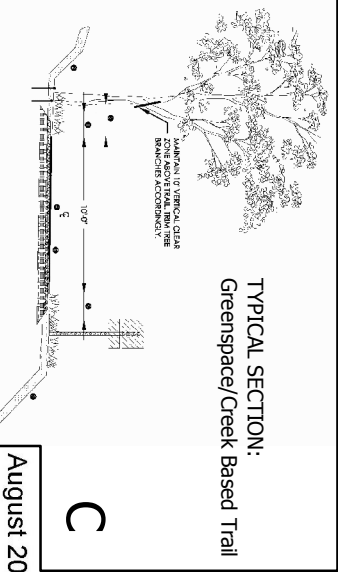 TYPICAL SECTION:
Greenspace/Creek Based Trail
MAINTAIN 10' VERTICAL CLEAR
ZONE ABOVE TRAIL. TRIM TREE
BRANCHES ACCORDINGLY.
10'-0"
C
August 20